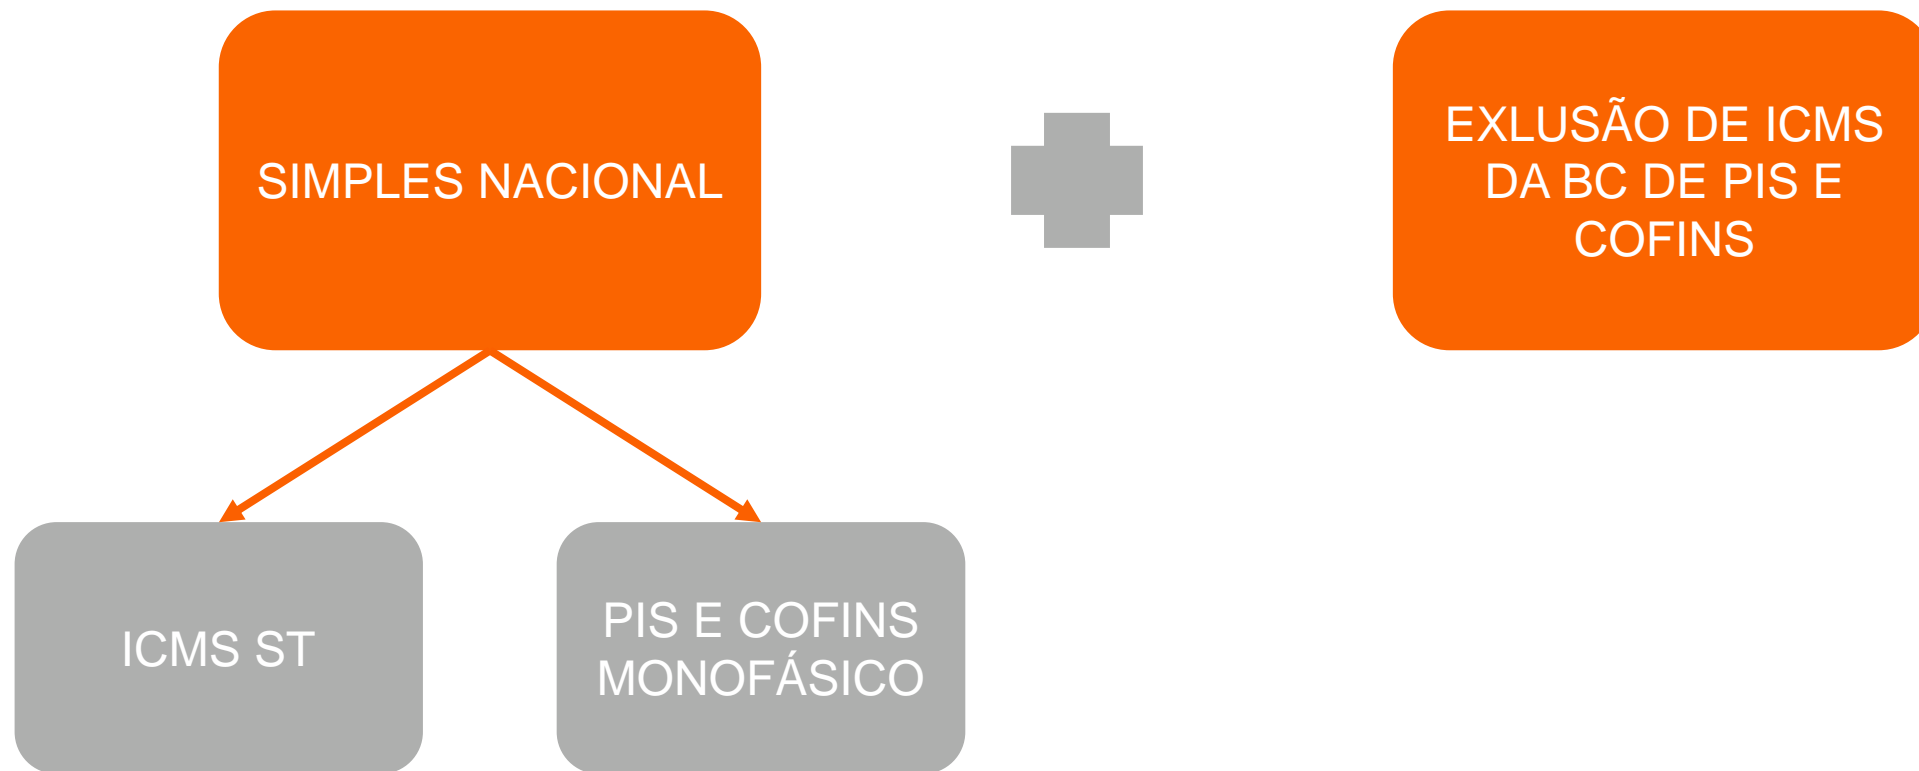 SIMPLES NACIONAL
EXLUSÃO DE ICMS
DA BC DE PIS E
COFINS
ICMS ST
PIS E COFINS
MONOFÁSICO